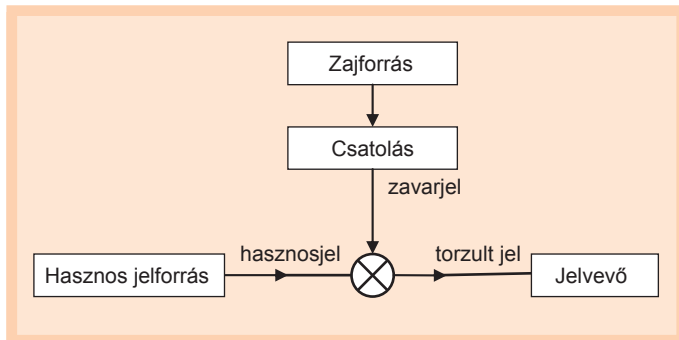 Zajforrás
Csatolás
zavarjel
hasznosjel
torzult jel
Hasznos jelforrás
Jelvevő